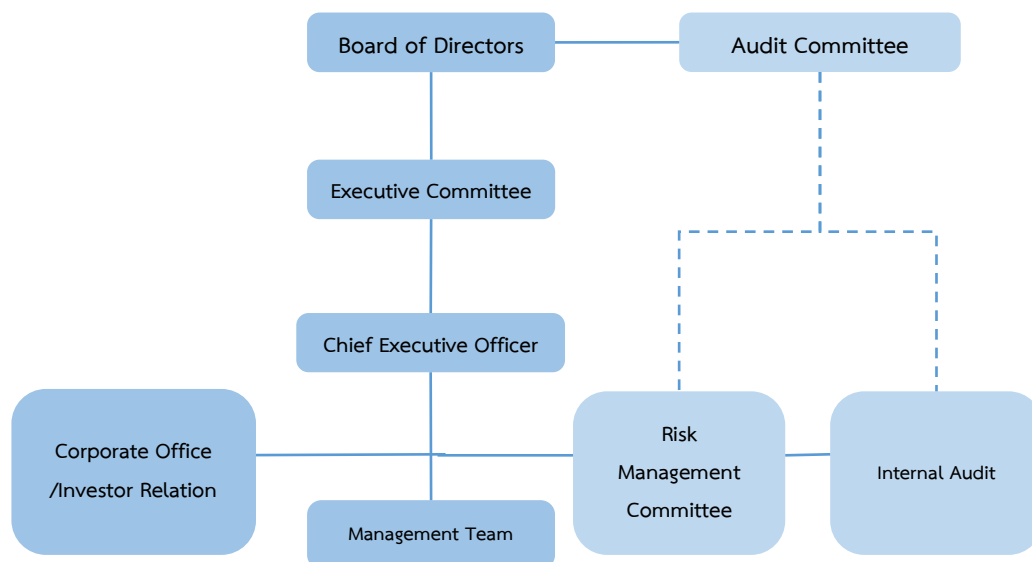 Board of Directors
Audit Committee
Executive Committee
Chief Executive Officer
Corporate Office
/Investor Relation
Risk
Management
Committee
Internal Audit
Management Team